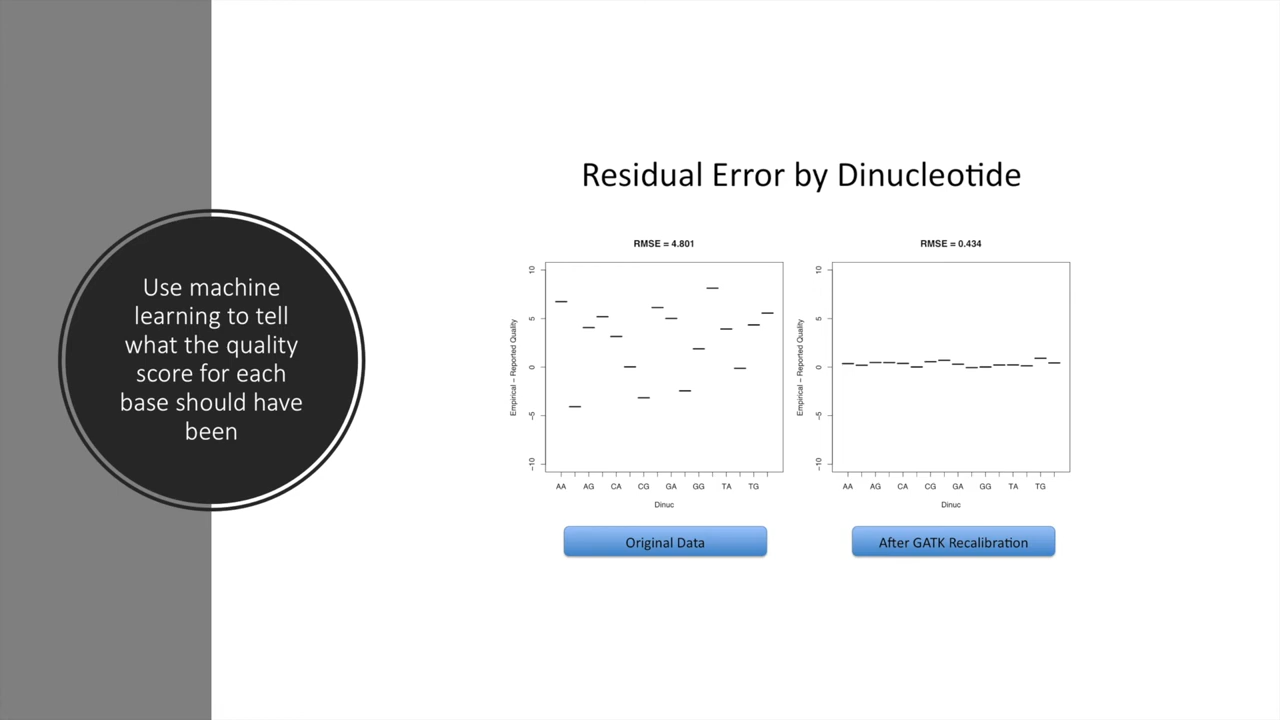 Use machine
learning to tell
what the quality
score for each
base should have
been
Residual Error by Dinucleotide
RMSE = 4.801
Empirical − Reported Quality
10
5
0
−5
−10
AA AG CA CG GA GG TA TG
Dinuc
Original Data
RMSE = 0.434
Empirical − Reported Quality
10
5
0
−5
−10
AA AG CA CG GA GG TA TG
Dinuc
After GATK Recalibration